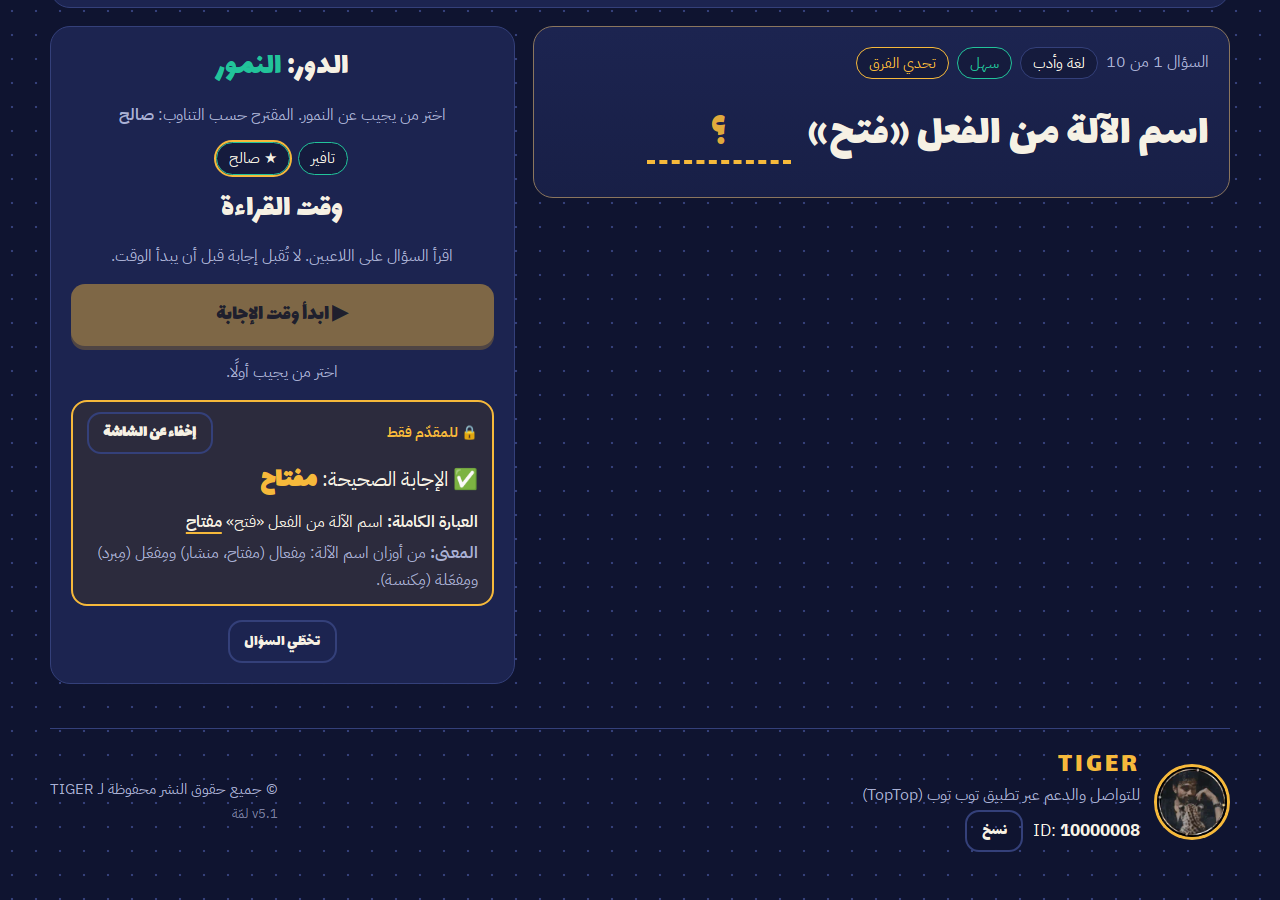 السؤال 1 من 10 لغة وأدب سهل تحدي الفرق
اسم الآلة من الفعل «فتح» ؟
الدور: النمور
اختر من يجيب عن النمور. المقترح حسب التناوب: صالح
تافير ★ صالح
وقت القراءة
اقرأ السؤال على اللاعبين. لا تُقبل إجابة قبل أن يبدأ الوقت.
▶ ابدأ وقت الإجابة
اختر من يجيب أولًا.
🔒 للمقدّم فقط إخفاء عن الشاشة
✅ الإجابة الصحيحة: مفتاح
العبارة الكاملة: اسم الآلة من الفعل «فتح» مفتاح
المعنى: من أوزان اسم الآلة: مِفعال (مفتاح، منشار) ومِفعَل (مِبرد)
ومِفعَلة (مِكنسة).
تخطّي السؤال
TIGER
للتواصل والدعم عبر تطبيق توب توب (TopTop)
ID: 10000008 نسخ
© جميع حقوق النشر محفوظة لـ TIGER
لمّة v5.1